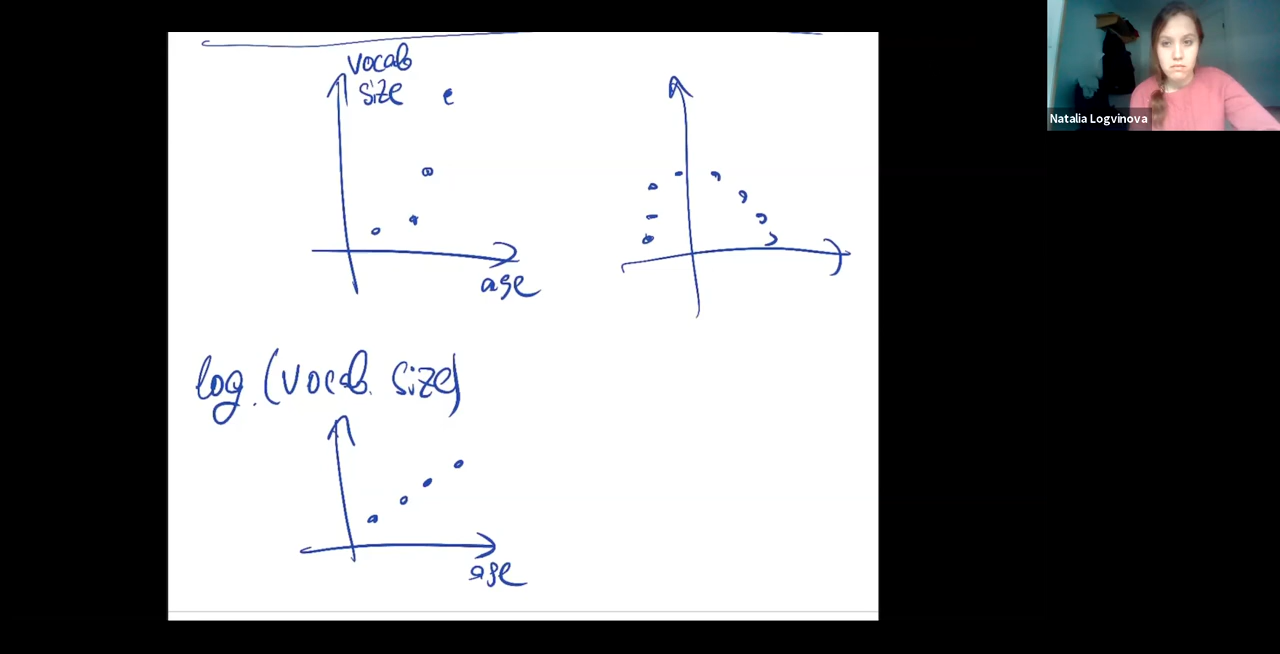 vocab
size
age
log. (vocab. size)
age
Natalia Logvinova